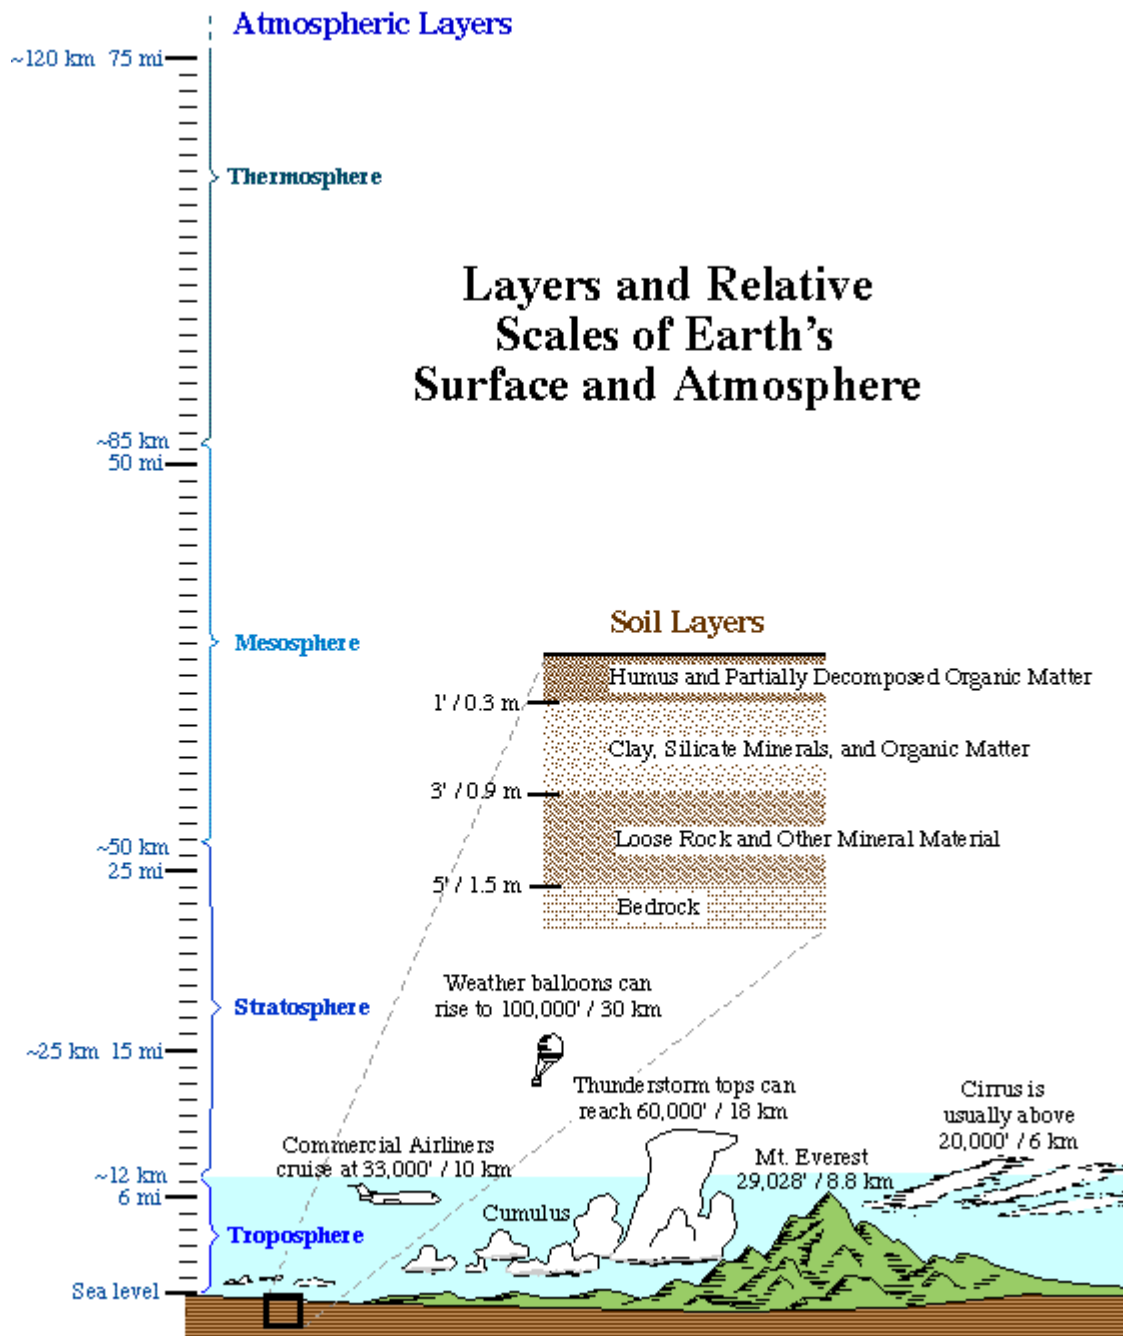 Atmospheric Layers
~120 km 75 mi
Thermosphere
Layers and Relative
Scales of Earth's
Surface and Atmosphere
~85 km
50 mi
Soil Layers
Mesosphere
Humus and Partially Decomposed Organic Matter
1' / 0.3 m
Clay, Silicate Minerals, and Organic Matter
3' / 0.9 m
Loose Rock and Other Mineral Material
~50 km
25 mi
5' / 1.5 m
Bedrock
Weather balloons can
rise to 100,000' / 30 km
Stratosphere
~25 km 15 mi
Thunderstorm tops can
reach 60,000' / 18 km
Cirrus is
usually above
20,000' / 6 km
Commercial Airliners
cruise at 33,000' / 10 km
Mt. Everest
29,028' / 8.8 km
~12 km
6 mi
Cumulus
Troposphere
Sea level